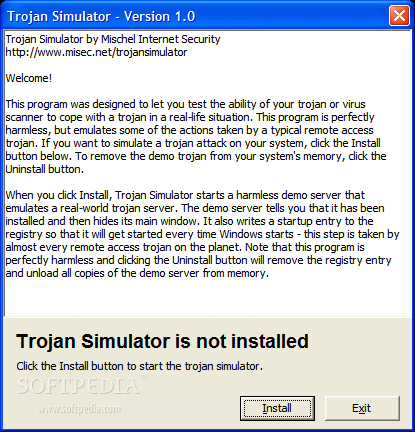 Trojan Simulator - Version 1.0
Trojan Simulator by Mischel Internet Security
http://www.misec.net/trojansimulator
Welcome!
This program was designed to let you test the ability of your trojan or virus
scanner to cope with a trojan in a real-life situation. This program is perfectly
harmless, but emulates some of the actions taken by a typical remote access
trojan. If you want to simulate a trojan attack on your system, click the Install
button below. To remove the demo trojan from your system's memory, click the
Uninstall button.
When you click Install, Trojan Simulator starts a harmless demo server that
emulates a real-world trojan server. The demo server tells you that it has been
installed and then hides its main window. It also writes a startup entry to the
registry so that it will get started every time Windows starts - this step is taken by
almost every remote access trojan on the planet. Note that this program is
perfectly harmless and clicking the Uninstall button will remove the registry entry
and unload all copies of the demo server from memory.
Trojan Simulator is not installed
Click the Install button to start the trojan simulator.
SOFTPEDIA
www.softpedia.com
Install
Exit